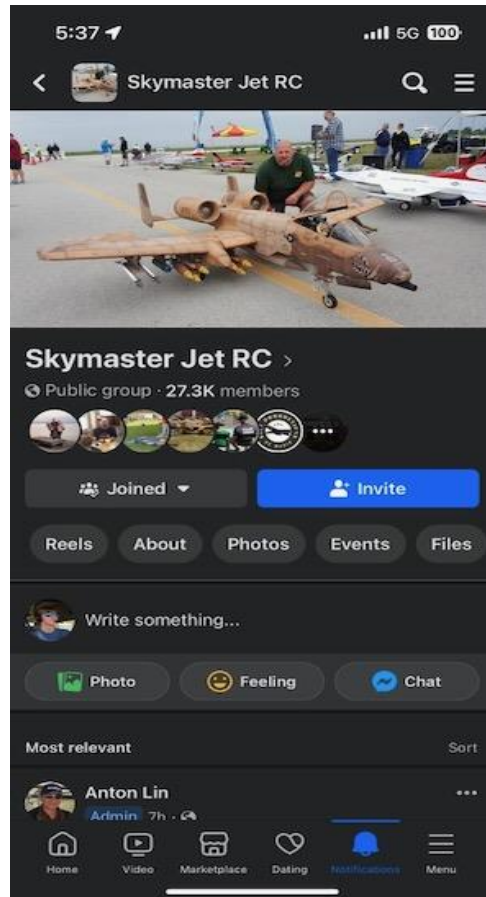 5:37 5G 100
Skymaster Jet RC
Skymaster Jet RC
Public group · 27.3K members
Joined Invite
Reels About Photos Events Files
Write something...
Photo Feeling Chat
Most relevant Sort
Anton Lin
Admin 7h ·
Home Video Marketplace Dating Notifications Menu